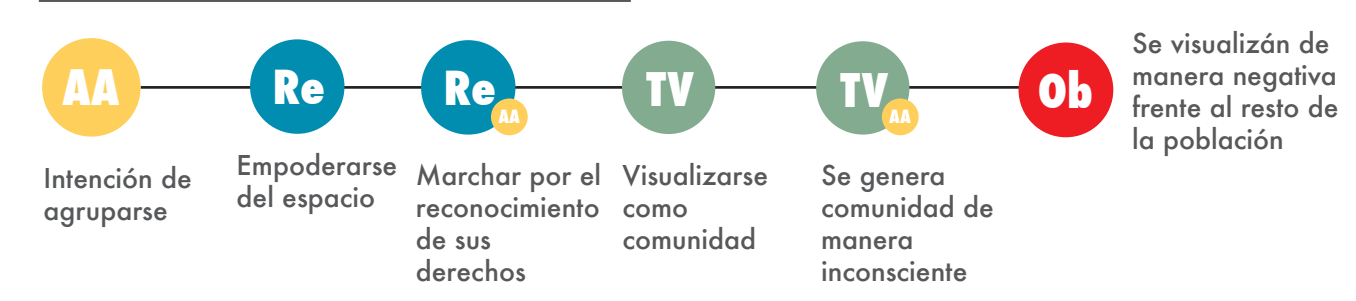 AA
Intención de
agruparse
Re
Empoderarse
del espacio
Re
AA
Marchar por el
reconocimiento
de sus
derechos
TV
Visualizarse
como
comunidad
TV
AA
Se genera
comunidad de
manera
inconsciente
Ob
Se visualizán de
manera negativa
frente al resto de
la población